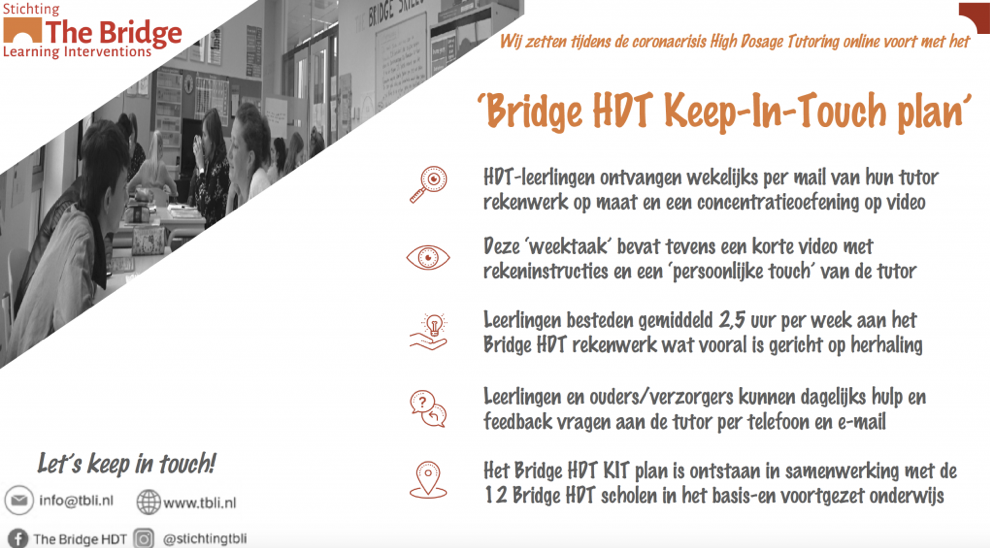 Stichting
The Bridge
Learning Interventions
BRIDGE SKILLS
Wij zetten tijdens de coronacrisis High Dosage Tutoring online voort met het
‘Bridge HDT Keep-In-Touch plan’
HDT-leerlingen ontvangen wekelijks per mail van hun tutor
rekenwerk op maat en een concentratieoefening op video
Deze ‘weektaak’ bevat tevens een korte video met
rekeninstructies en een ‘persoonlijke touch’ van de tutor
Leerlingen besteden gemiddeld 2,5 uur per week aan het
Bridge HDT rekenwerk wat vooral is gericht op herhaling
Leerlingen en ouders/verzorgers kunnen dagelijks hulp en
feedback vragen aan de tutor per telefoon en e-mail
Het Bridge HDT KIT plan is ontstaan in samenwerking met de
12 Bridge HDT scholen in het basis-en voortgezet onderwijs
Let's keep in touch!
info@tbli.nl www.tbli.nl
The Bridge HDT @stichtingtbli